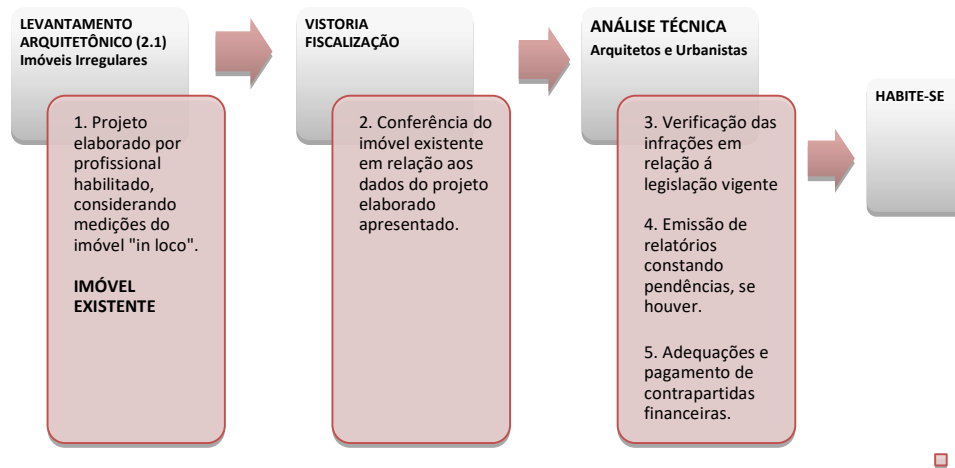 LEVANTAMENTO
ARQUITETÔNICO (2.1)
Imóveis Irregulares
1. Projeto
elaborado por
profissional
habilitado,
considerando
medições do
imóvel "in loco".
IMÓVEL
EXISTENTE
VISTORIA
FISCALIZAÇÃO
2. Conferência do
imóvel existente
em relação aos
dados do projeto
elaborado
apresentado.
ANÁLISE TÉCNICA
Arquitetos e Urbanistas
3. Verificação das
infrações em
relação á
legislação vigente
4. Emissão de
relatórios
constando
pendências, se
houver.
5. Adequações e
pagamento de
contrapartidas
financeiras.
HABITE-SE